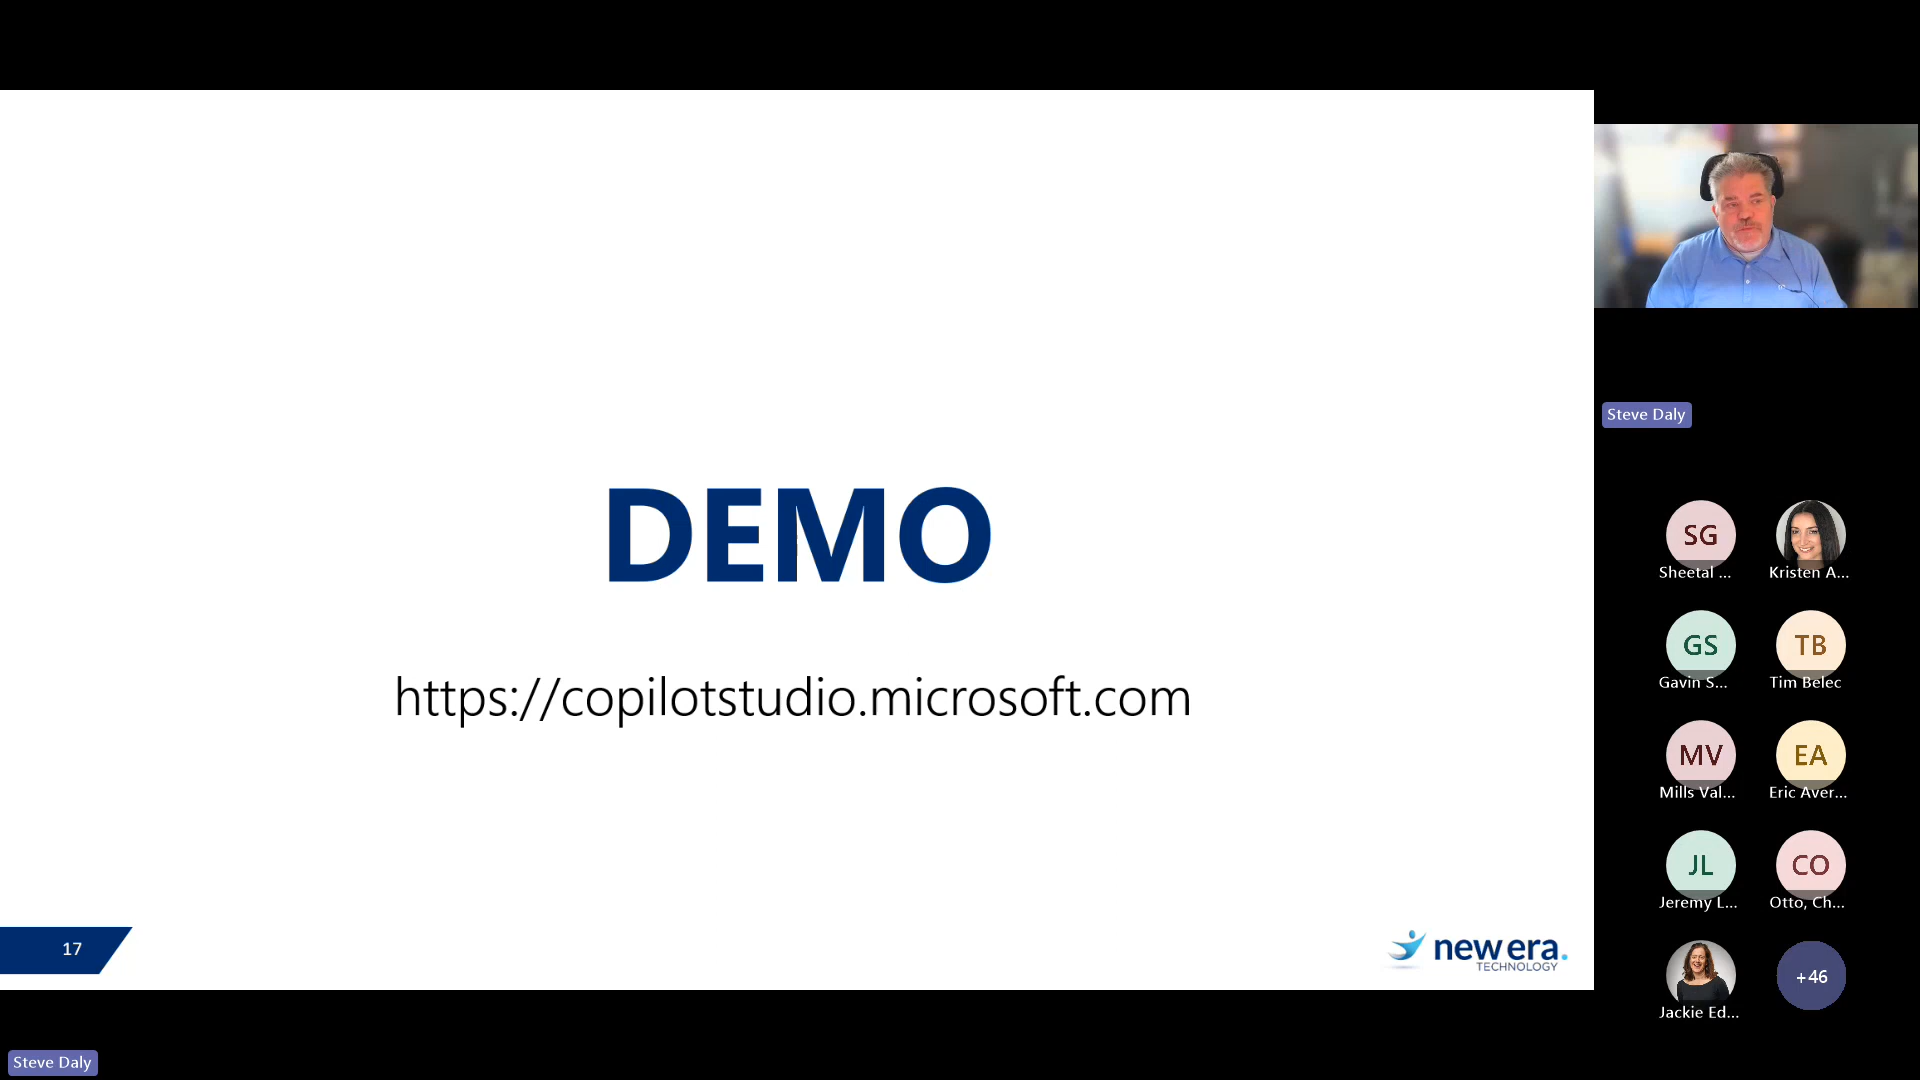 DEMO
https://copilotstudio.microsoft.com
17
new era.
TECHNOLOGY
Steve Daly
SG
Sheetal ...
Kristen A...
GS
Gavin S...
TB
Tim Belec
MV
Mills Val...
EA
Eric Aver...
JL
Jeremy L...
CO
Otto, Ch...
Jackie Ed...
+46
Steve Daly